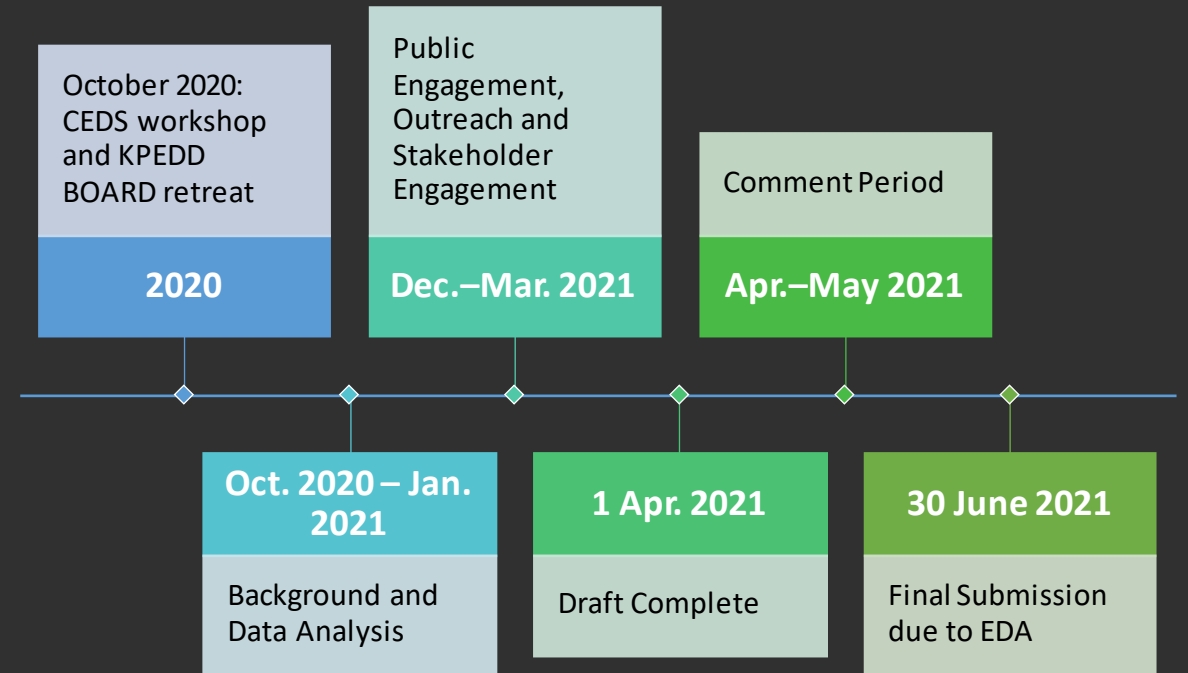 October 2020:
CEDS workshop
and KPEDD
BOARD retreat
2020
Oct. 2020 – Jan.
2021
Background and
Data Analysis
Public
Engagement,
Outreach and
Stakeholder
Engagement
Dec.–Mar. 2021
1 Apr. 2021
Draft Complete
Comment Period
Apr.–May 2021
30 June 2021
Final Submission
due to EDA